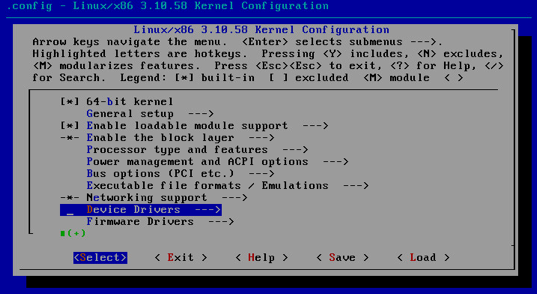 .config - Linux/x86 3.10.58 Kernel Configuration
Linux/x86 3.10.58 Kernel Configuration
Arrow keys navigate the menu.  <Enter> selects submenus --->.
Highlighted letters are hotkeys.  Pressing <Y> includes, <N> excludes,
<M> modularizes features.  Press <Esc><Esc> to exit, <?> for Help, </>
for Search.  Legend: [*] built-in  [ ] excluded  <M> module  < >
[*] 64-bit kernel
General setup  --->
[*] Enable loadable module support  --->
-*- Enable the block layer  --->
Processor type and features  --->
Power management and ACPI options  --->
Bus options (PCI etc.)  --->
Executable file formats / Emulations  --->
-*- Networking support  --->
Device Drivers  --->
Firmware Drivers  --->
(+)
<Select>    < Exit >    < Help >    < Save >    < Load >